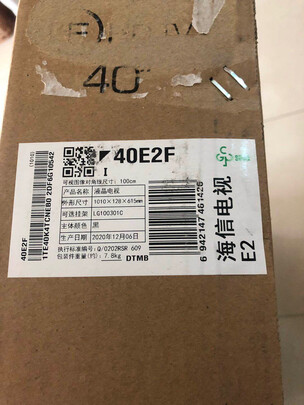 40"
40E2F
I
可视图像对角线尺寸: 100cm
产品名称 液晶电视
外形尺寸 1010×128×615mm
可选挂架 LG100301C
主体颜色 黑
生产日期 2020年12月06日
执行标准编号:Q/0202RSR 609
包装件重量(约): 7.8kg
DTMB
40E2F
1TE40K4TCNEB0 2DF6G10542
6 942147 461426
海信电视
E2